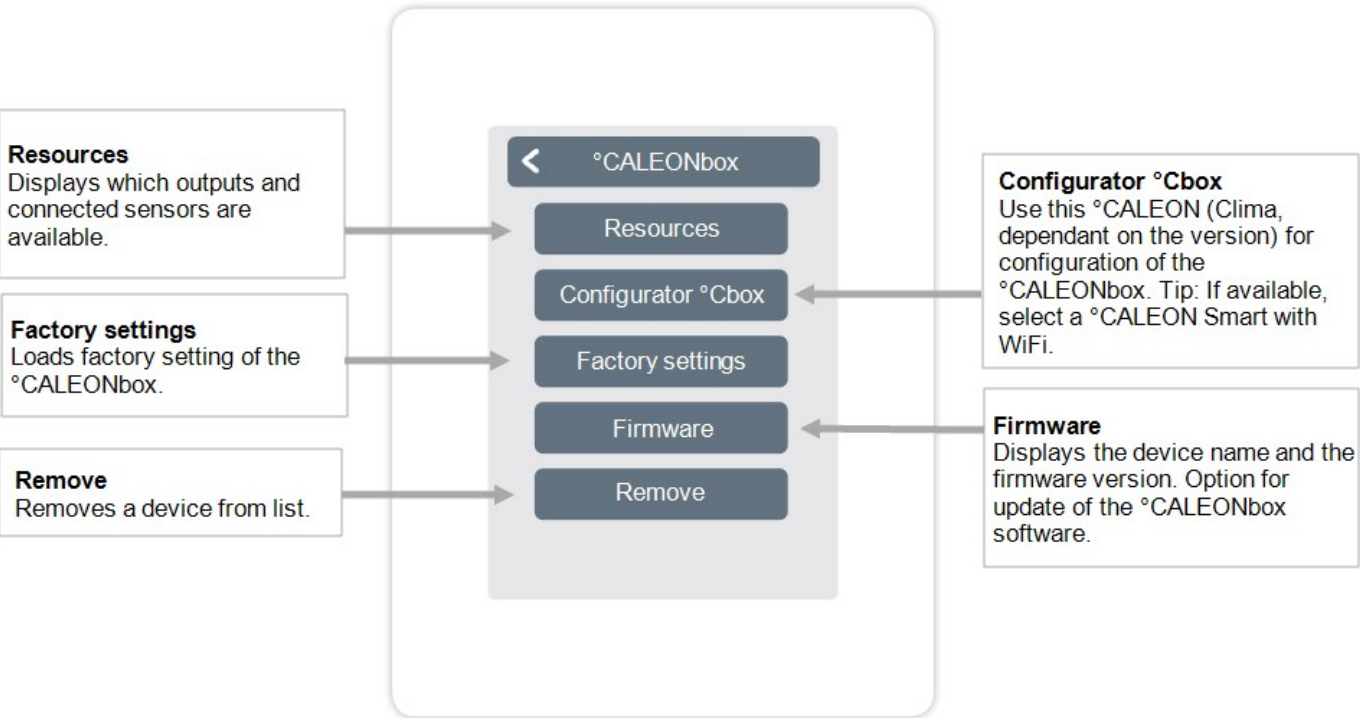 Resources
Displays which outputs and
connected sensors are
available.
Factory settings
Loads factory setting of the
°CALEONbox.
Remove
Removes a device from list.
°CALEONbox
Resources
Configurator °Cbox
Factory settings
Firmware
Remove
Configurator °Cbox
Use this °CALEON (Clima,
dependant on the version) for
configuration of the
°CALEONbox. Tip: If available,
select a °CALEON Smart with
WiFi.
Firmware
Displays the device name and the
firmware version. Option for
update of the °CALEONbox
software.